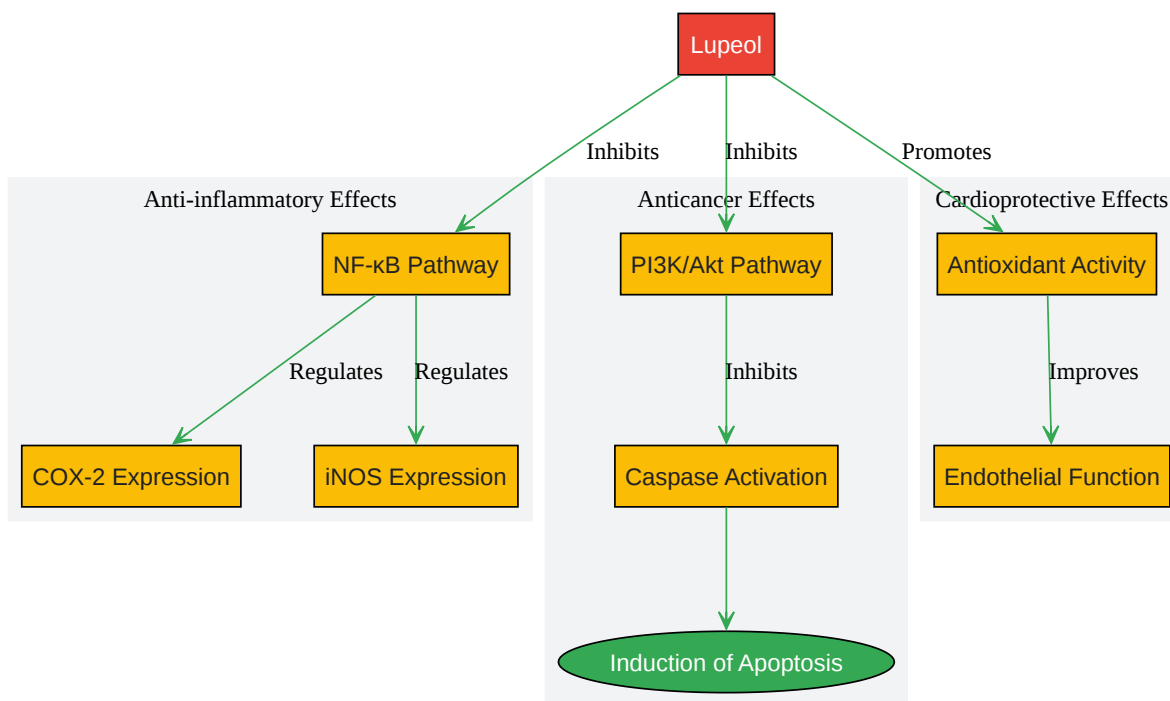 Lupeol
Inhibits
Inhibits
Promotes
Anti-inflammatory Effects
Anticancer Effects
Cardioprotective Effects
NF-κB Pathway
PI3K/Akt Pathway
Antioxidant Activity
Regulates
Regulates
Inhibits
Improves
COX-2 Expression
iNOS Expression
Caspase Activation
Endothelial Function
Induction of Apoptosis